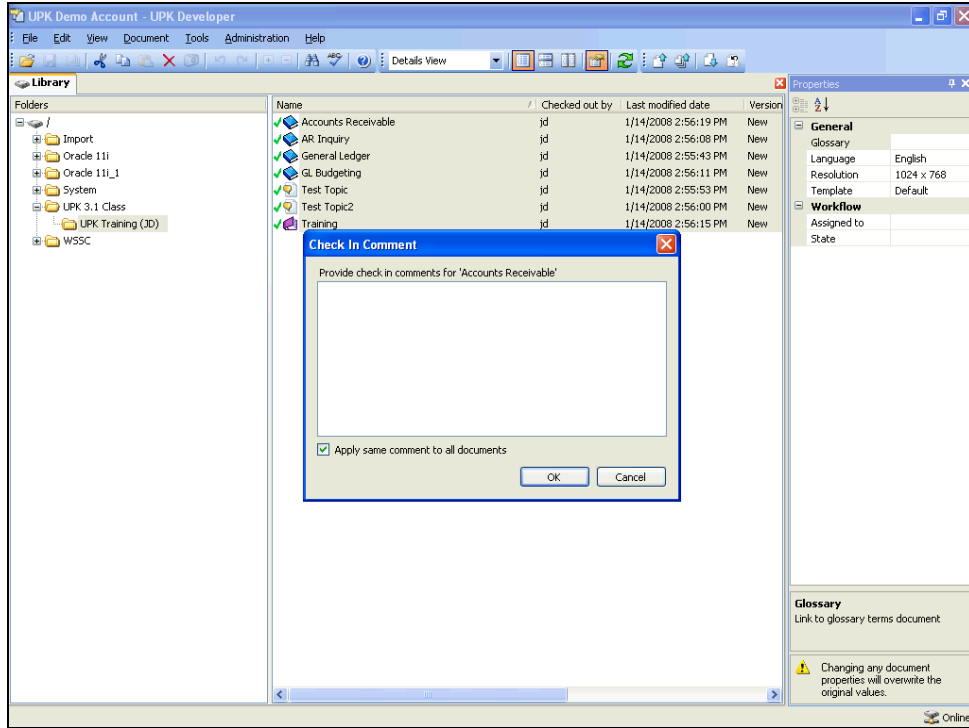 UPK Demo Account - UPK Developer
File Edit View Document Tools Administration Help
ABC Details View
Library
Properties
Folders
Name / Checked out by Last modified date Version
/
Import
Oracle 11i
Oracle 11i_1
System
UPK 3.1 Class
UPK Training (JD)
WSSC
Accounts Receivable jd 1/14/2008 2:56:19 PM New
AR Inquiry jd 1/14/2008 2:56:08 PM New
General Ledger jd 1/14/2008 2:55:43 PM New
GL Budgeting jd 1/14/2008 2:56:11 PM New
Test Topic jd 1/14/2008 2:55:53 PM New
Test Topic2 jd 1/14/2008 2:56:00 PM New
Training jd 1/14/2008 2:56:15 PM New
Check In Comment
Provide check in comments for 'Accounts Receivable'
Apply same comment to all documents
OK Cancel
General
Glossary
Language English
Resolution 1024 x 768
Template Default
Workflow
Assigned to
State
Glossary
Link to glossary terms document
Changing any document
properties will overwrite the
original values.
Online